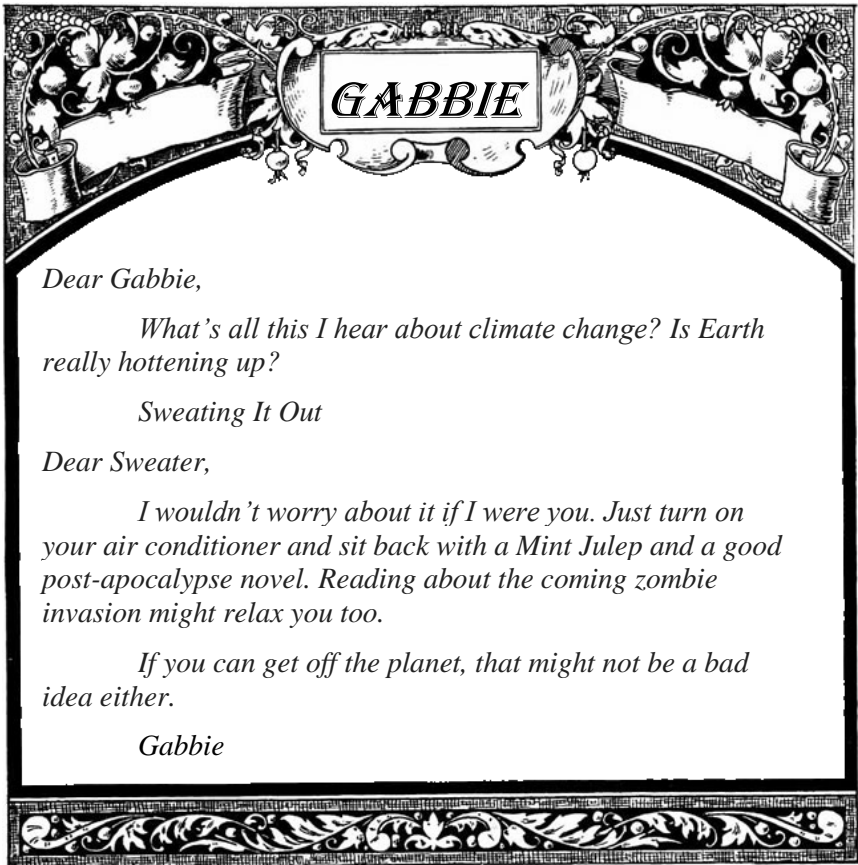 GABBIE
Dear Gabbie,
What’s all this I hear about climate change? Is Earth
really hottening up?
Sweating It Out
Dear Sweater,
I wouldn’t worry about it if I were you. Just turn on
your air conditioner and sit back with a Mint Julep and a good
post-apocalypse novel. Reading about the coming zombie
invasion might relax you too.
If you can get off the planet, that might not be a bad
idea either.
Gabbie